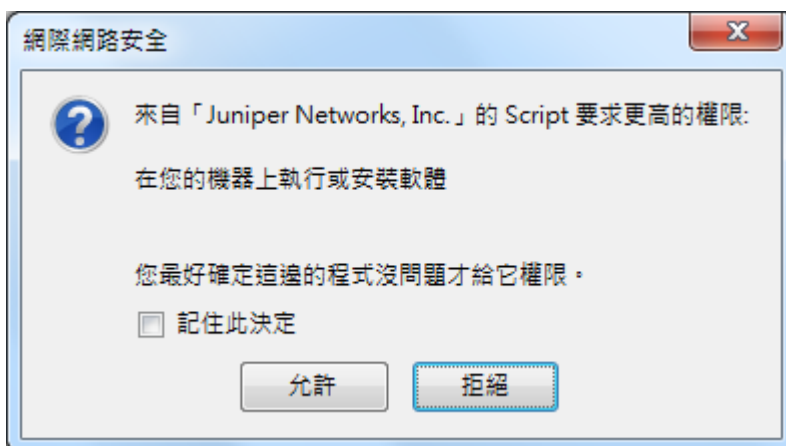 網際網路安全
來自「Juniper Networks, Inc.」的 Script 要求更高的權限:
在您的機器上執行或安裝軟體
您最好確定這邊的程式沒問題才給它權限。
記住此決定
允許
拒絕